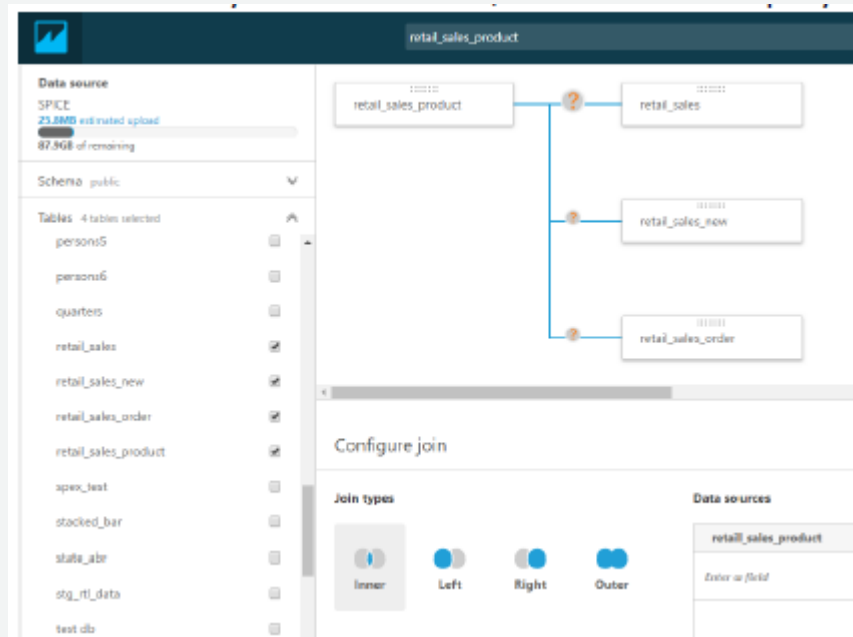 retail_sales_product
Data source
SPICE
25.8MB estimated upload
87.9GB of remaining
Schema public
Tables 4 tables selected
persons5
persons6
quarters
retail_sales
retail_sales_new
retail_sales_order
retail_sales_product
spex_test
stacked_bar
state_abr
stg_rtl_data
test db
retail_sales_product
?
retail_sales
?
retail_sales_new
?
retail_sales_order
Configure join
Join types
Inner
Left
Right
Outer
Data sources
retail_sales_product
Enter a field